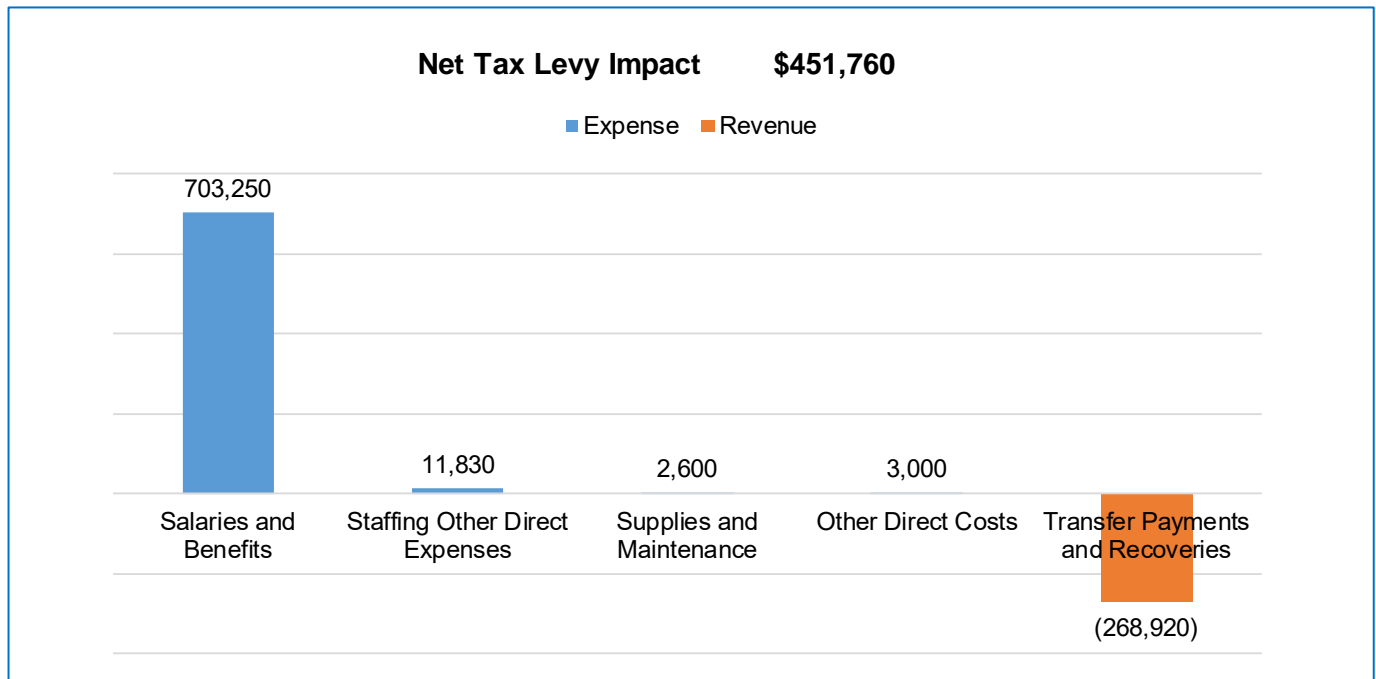 Net Tax Levy Impact $451,760
Expense Revenue
703,250
11,830
2,600
3,000
Salaries and
Benefits
Staffing Other Direct
Expenses
Supplies and
Maintenance
Other Direct Costs
Transfer Payments
and Recoveries
(268,920)